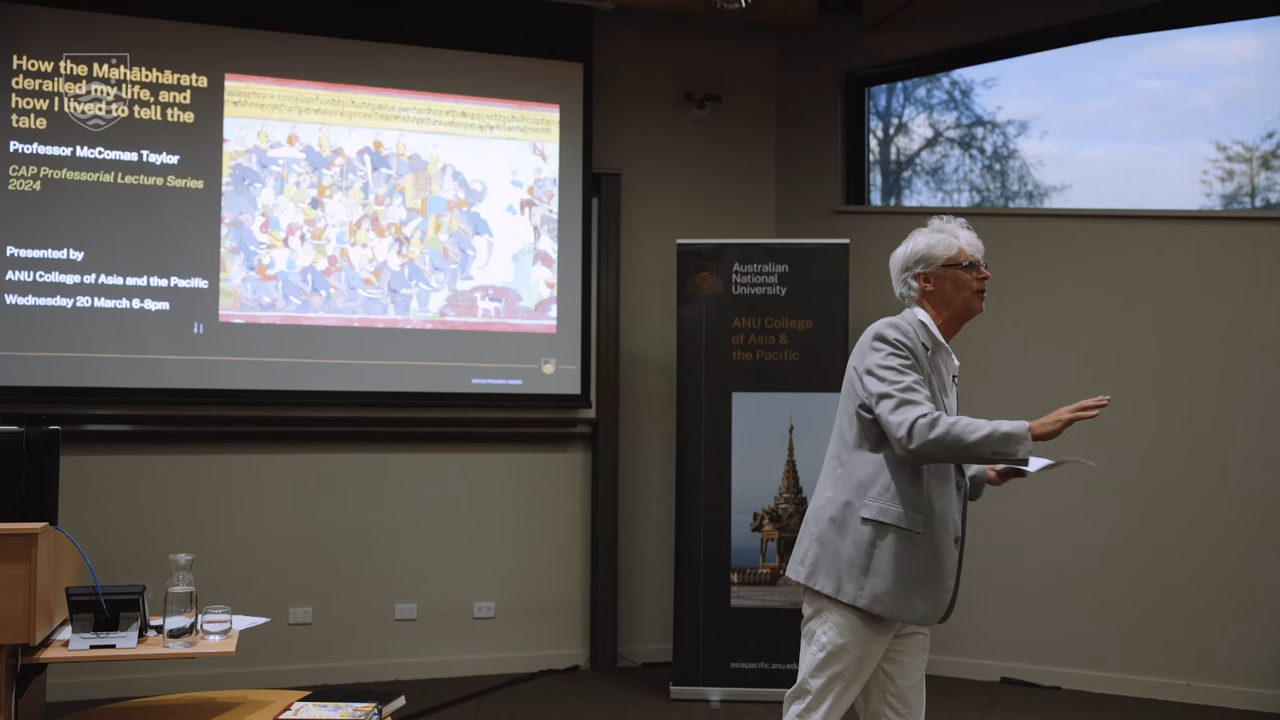 How the Mahābhārata
derailed my life, and
how I lived to tell the
tale
Professor McComas Taylor
CAP Professorial Lecture Series
2024
Presented by
ANU College of Asia and the Pacific
Wednesday 20 March 6-8pm
Australian
National
University
ANU College
of Asia &
the Pacific
asiapacific.anu.edu